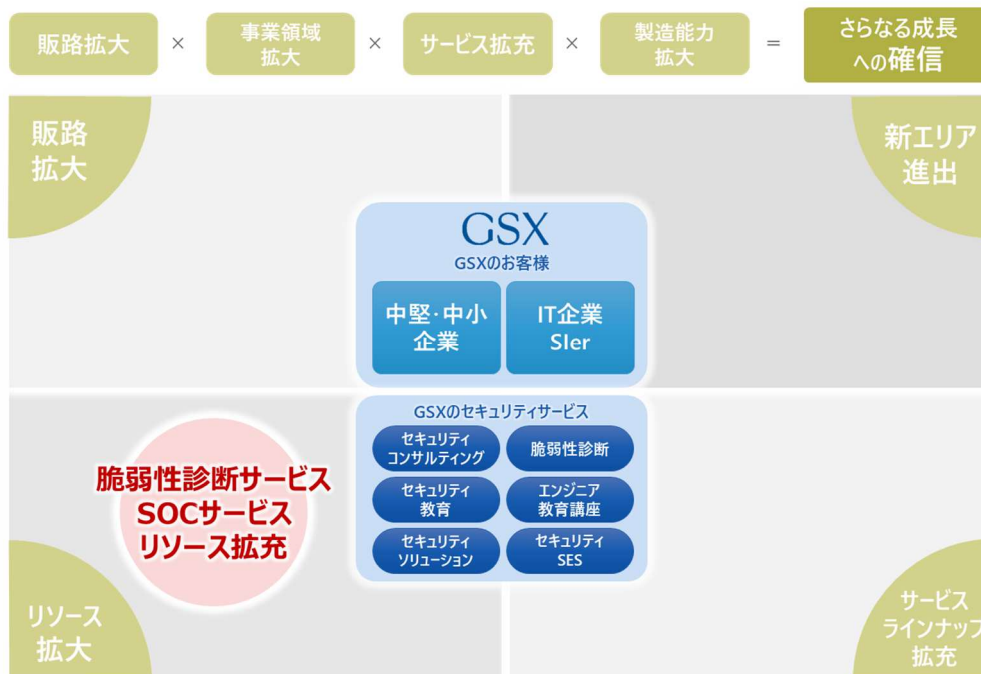 販路拡大
×
事業領域
拡大
×
サービス拡充
×
製造能力
拡大
=
さらなる成長
への確信
販路
拡大
新エリア
進出
GSX
GSXのお客様
中堅・中小
企業
IT企業
SIer
GSXのセキュリティサービス
セキュリティ
コンサルティング
脆弱性診断
セキュリティ
教育
エンジニア
教育講座
セキュリティ
ソリューション
セキュリティ
SES
脆弱性診断サービス
SOCサービス
リソース拡充
リソース
拡大
サービス
ラインナップ
拡充